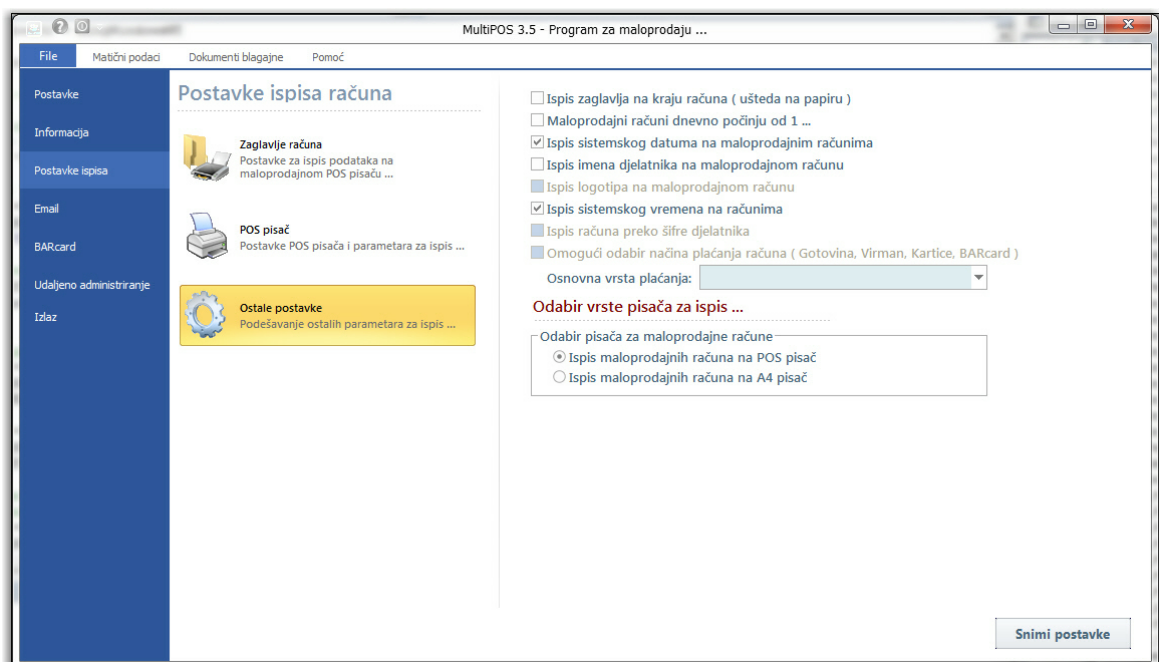 MultiPOS 3.5 - Program za maloprodaju ...
File
Matični podaci
Dokumenti blagajne
Pomoć
Postavke
Informacija
Postavke ispisa
Email
BARcard
Udaljeno administriranje
Izlaz
Postavke ispisa računa
Zaglavlje računa
Postavke za ispis podataka na
maloprodajnom POS pisaču ...
POS pisač
Postavke POS pisača i parametara za ispis ...
Ostale postavke
Podešavanje ostalih parametara za ispis ...
Ispis zaglavlja na kraju računa ( ušteda na papiru )
Maloprodajni računi dnevno počinju od 1 ...
Ispis sistemskog datuma na maloprodajnim računima
Ispis imena djelatnika na maloprodajnom računu
Ispis logotipa na maloprodajnom računu
Ispis sistemskog vremena na računima
Ispis računa preko šifre djelatnika
Omogući odabir načina plaćanja računa ( Gotovina, Virman, Kartice, BARcard )
Osnovna vrsta plaćanja:
Odabir vrste pisača za ispis ...
Odabir pisača za maloprodajne račune
Ispis maloprodajnih računa na POS pisač
Ispis maloprodajnih računa na A4 pisač
Snimi postavke